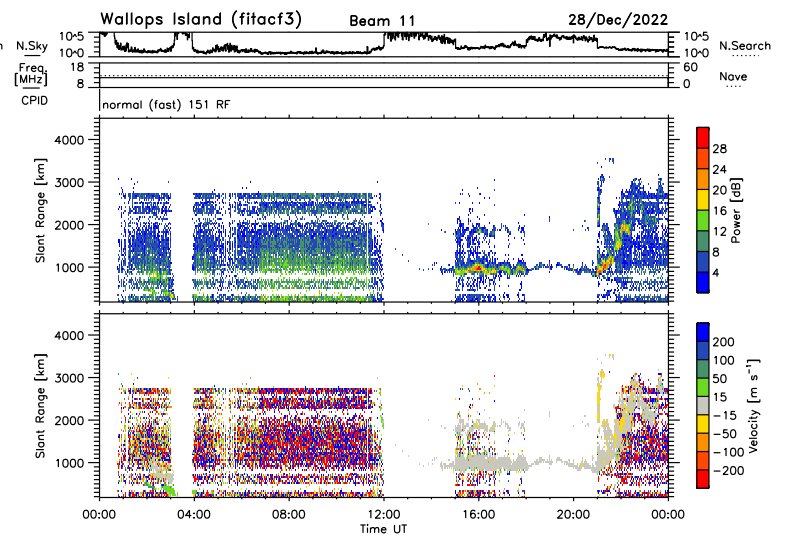 Wallops Island (fitacf3) Beam 11 28/Dec/2022
N.Sky 10^5 10^0 10^5 10^0 N.Search
Freq. [MHz] 18 8 60 0 Nave
CPID normal (fast) 151 RF
Slant Range [km] 4000 3000 2000 1000
28 24 20 16 12 8 4 Power [dB]
Slant Range [km] 4000 3000 2000 1000
200 100 50 15 -15 -50 -100 -200 Velocity [m s⁻¹]
00:00 04:00 08:00 12:00 16:00 20:00 00:00
Time UT